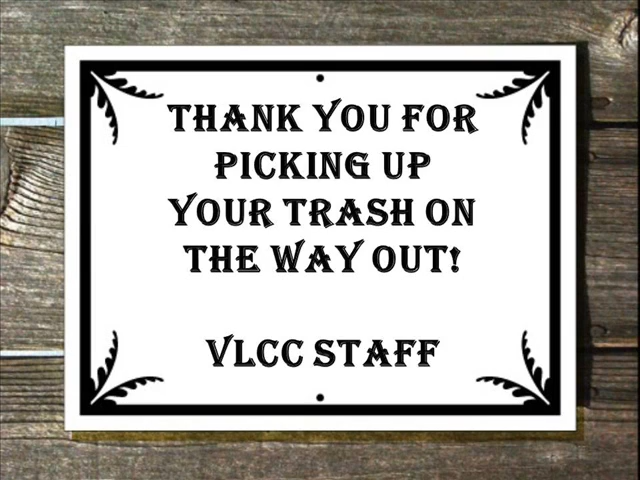 THANK YOU FOR
PICKING UP
YOUR TRASH ON
THE WAY OUT!
VLCC STAFF